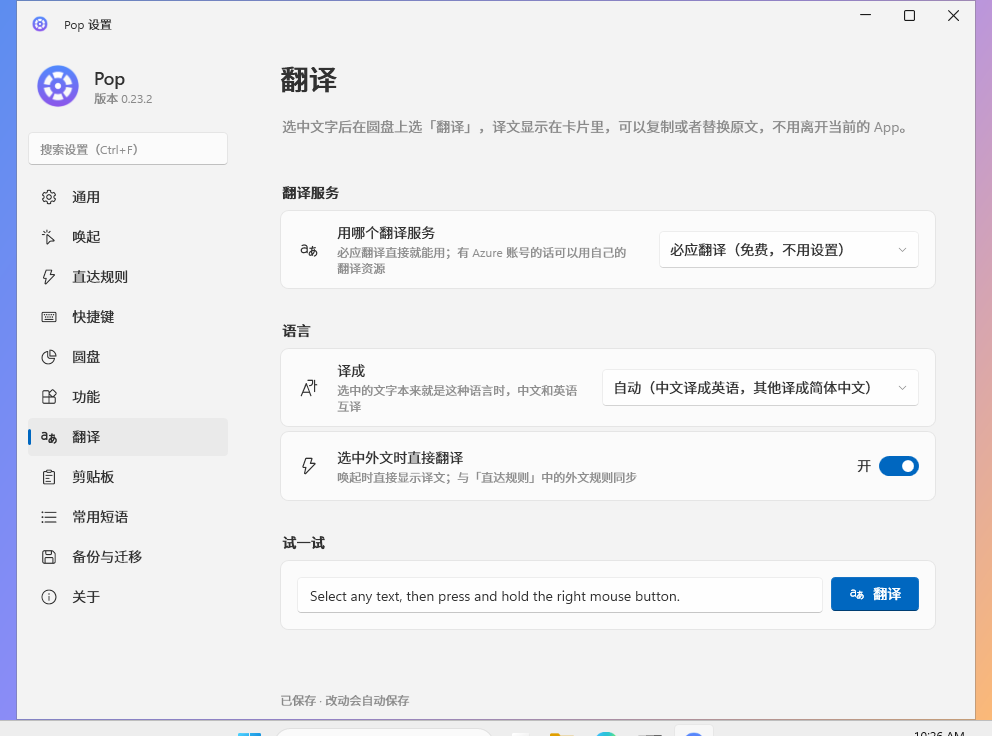 Pop 设置
Pop
版本 0.23.2
搜索设置（Ctrl+F）
通用
唤起
直达规则
快捷键
圆盘
功能
翻译
剪贴板
常用短语
备份与迁移
关于
翻译
选中文字后在圆盘上选「翻译」，译文显示在卡片里，可以复制或者替换原文，不用离开当前的 App。
翻译服务
用哪个翻译服务
必应翻译直接就能用；有 Azure 账号的话可以用自己的
翻译资源
必应翻译（免费，不用设置）
语言
译成
选中的文字本来就是这种语言时，中文和英语
互译
自动（中文译成英语，其他译成简体中文）
选中外文时直接翻译
唤起时直接显示译文；与「直达规则」中的外文规则同步
开
试一试
Select any text, then press and hold the right mouse button.
翻译
已保存 · 改动会自动保存
10:26 AM